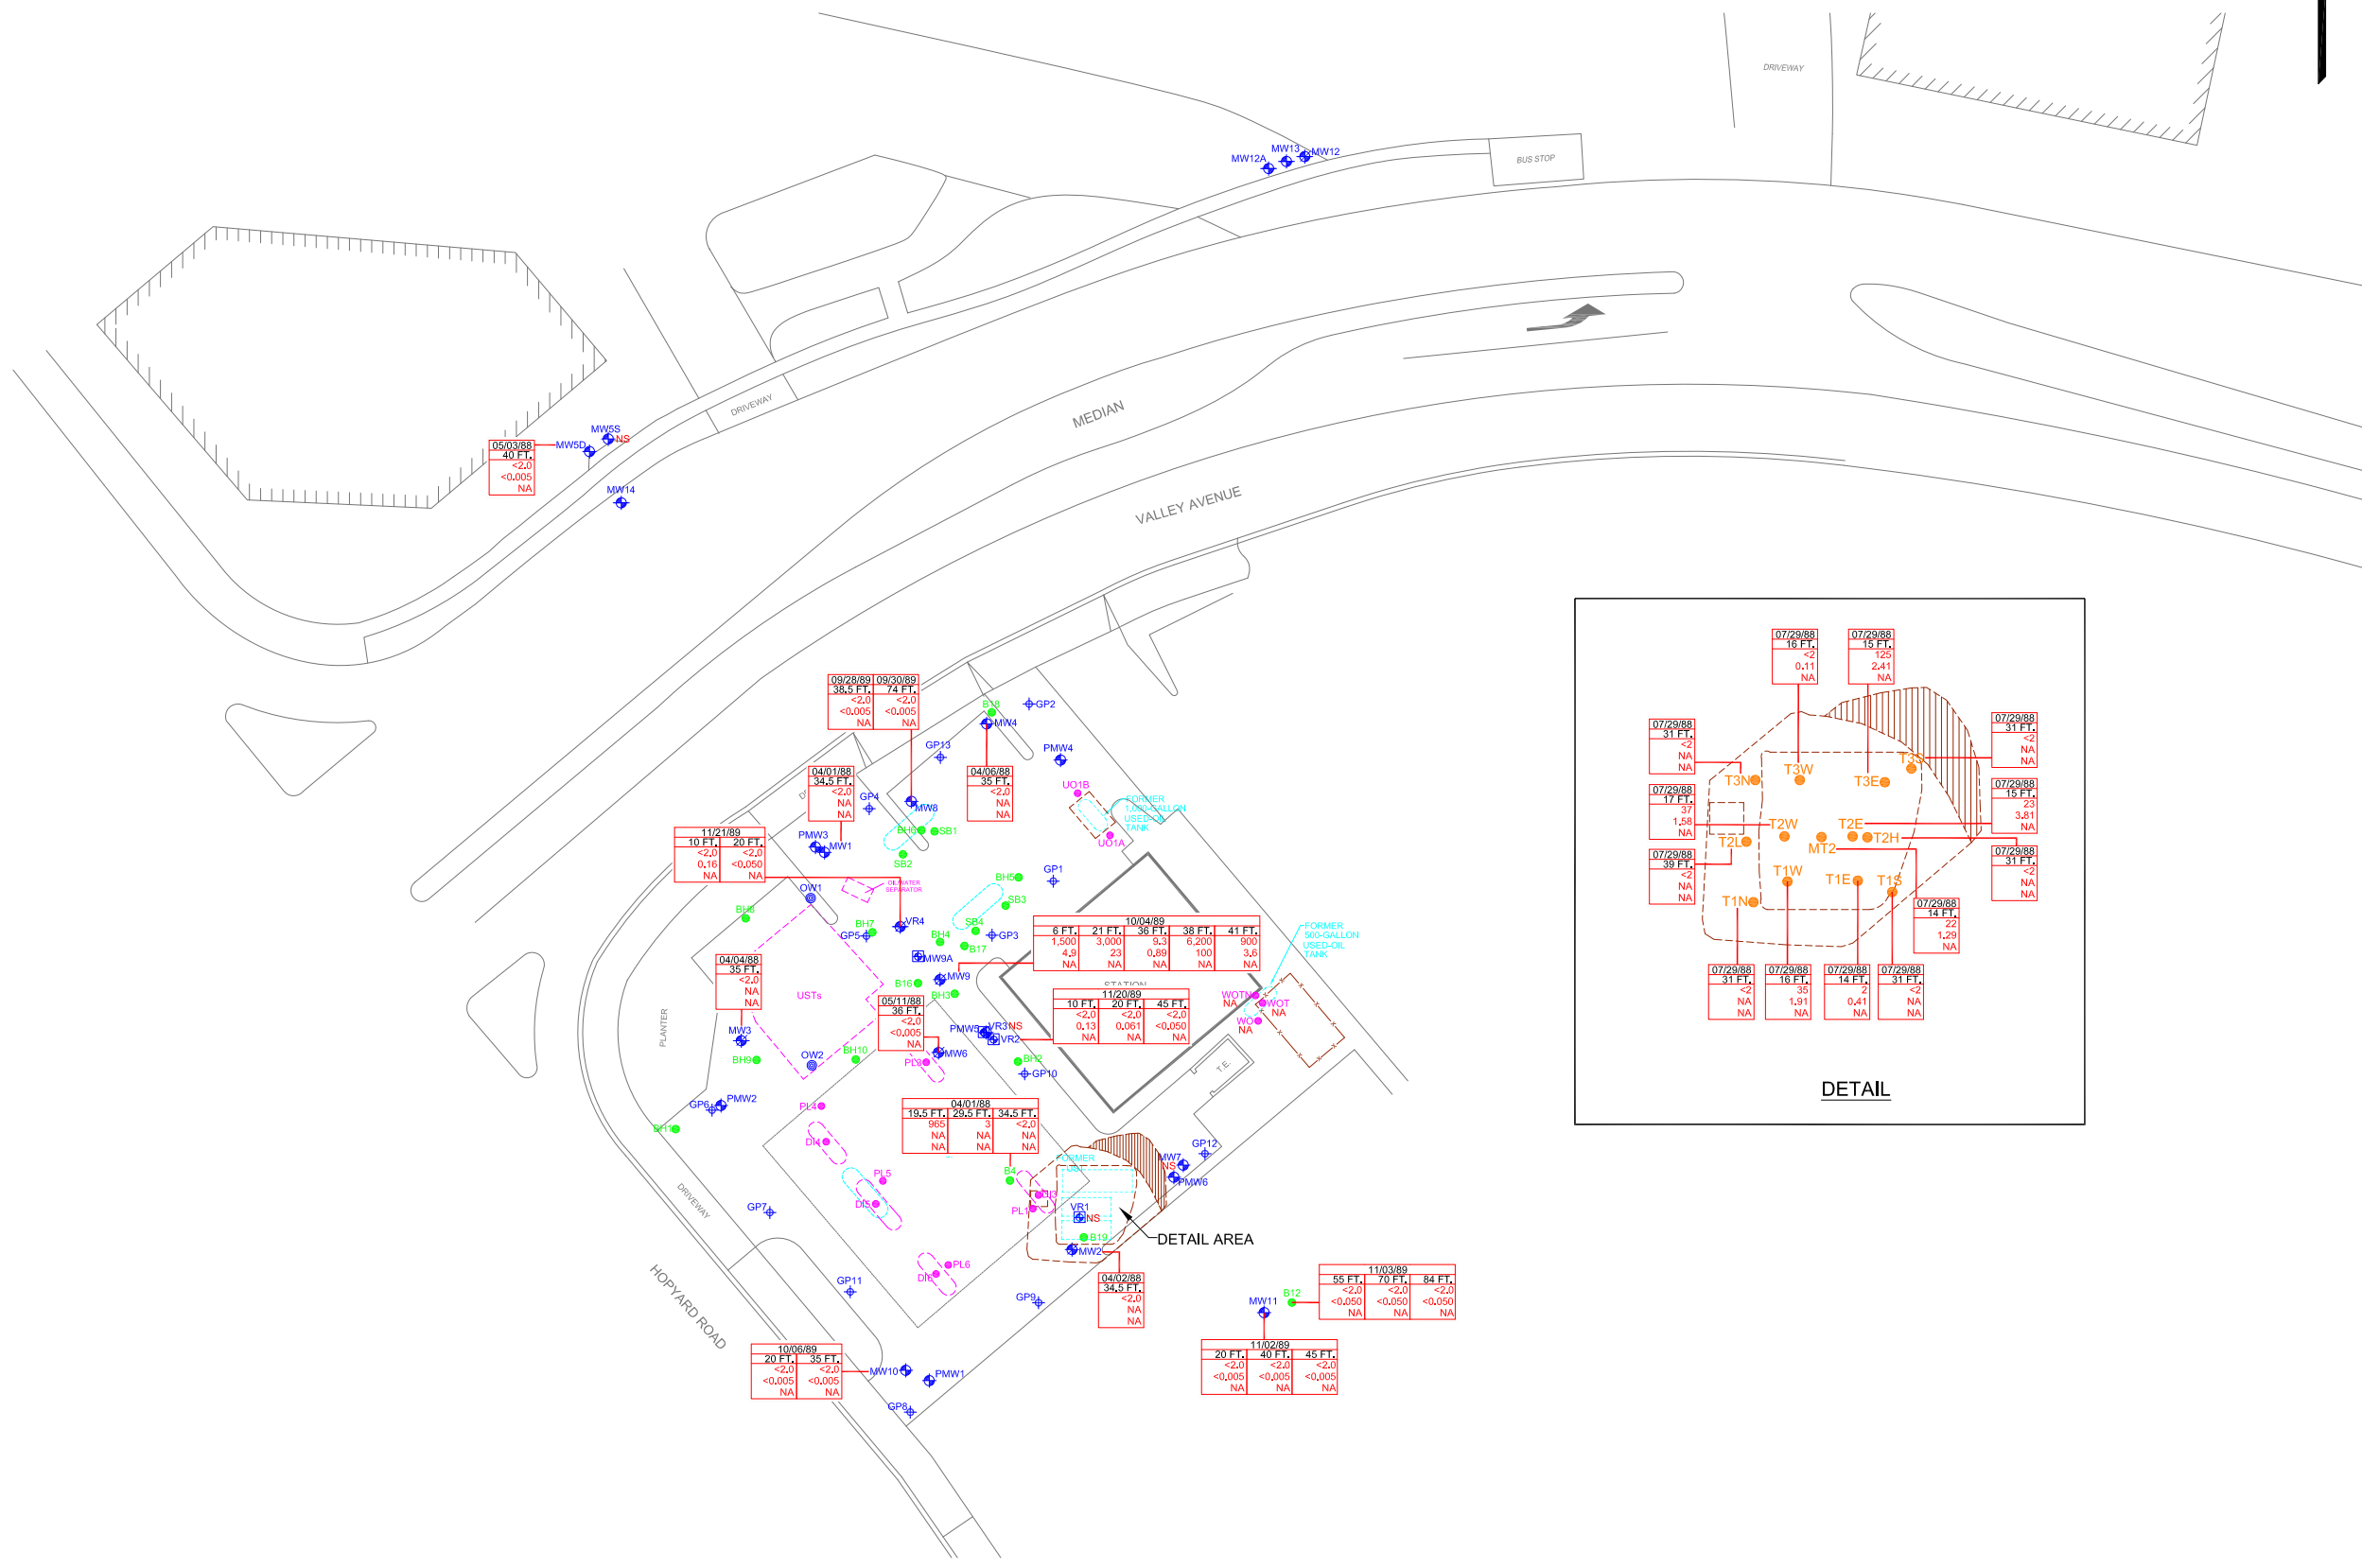 DRIVEWAY
MW12A
MW13
MW12
BUS STOP
DRIVEWAY
MEDIAN
VALLEY AVENUE
MW5S
NS
MW5D
05/03/88
40 FT.
<2.0
<0.005
NA
MW14
09/28/89 09/30/89
38.5 FT. 74 FT.
<2.0 <2.0
<0.005 <0.005
NA NA
B18
MW4
GP2
GP13
PMW4
04/01/88
34.5 FT.
<2.0
NA
NA
04/06/88
35 FT.
<2.0
NA
NA
GP4
MW8
UO1B
FORMER
1,000-GALLON
USED-OIL
TANK
UO1A
BH6
SB1
SB2
11/21/89
10 FT. 20 FT.
<2.0 <2.0
0.16 <0.050
NA NA
PMW3
MW1
OIL/WATER
SEPARATOR
OW1
BH5
GP1
SB3
BH8
BH7
GP5
VR4
SB4
GP3
BH4
B17
MW9A
MW9
B16
BH3
10/04/89
6 FT. 21 FT. 36 FT. 38 FT. 41 FT.
1,500 3,000 9.3 6,200 900
4.9 23 0.89 100 3.6
NA NA NA NA NA
FORMER
500-GALLON
USED-OIL
TANK
STATION
04/04/88
35 FT.
<2.0
NA
NA
USTs
11/20/89
10 FT. 20 FT. 45 FT.
<2.0 <2.0 <2.0
0.13 0.061 <0.050
NA NA NA
WOTN
NA
WOT
NA
WO
NA
05/11/88
36 FT.
<2.0
<0.005
NA
PLANTER
MW3
PMW5
VR3
NS
VR2
MW6
BH9
OW2
BH10
PL3
BH2
GP10
T.E.
GP6
PMW2
PL4
BH1
DI4
04/01/88
19.5 FT. 29.5 FT. 34.5 FT.
965 3 <2.0
NA NA NA
NA NA NA
FORMER
UST
B4
GP12
MW7
NS
PMW6
PL5
DI5
DI3
PL1
VR1
NS
B19
MW2
DETAIL AREA
DRIVEWAY
GP7
HOPYARD ROAD
PL6
DI6
GP11
GP9
04/02/88
34.5 FT.
<2.0
NA
NA
MW11
B12
11/03/89
55 FT. 70 FT. 84 FT.
<2.0 <2.0 <2.0
<0.050 <0.050 <0.050
NA NA NA
11/02/89
20 FT. 40 FT. 45 FT.
<2.0 <2.0 <2.0
<0.005 <0.005 <0.005
NA NA NA
10/06/89
20 FT. 35 FT.
<2.0 <2.0
<0.005 <0.005
NA NA
MW10
PMW1
GP8
07/29/88
16 FT.
<2
0.11
NA
07/29/88
15 FT.
125
2.41
NA
07/29/88
31 FT.
<2
NA
NA
07/29/88
31 FT.
<2
NA
NA
T3N
T3W
T3E
T3S
07/29/88
17 FT.
37
1.58
NA
07/29/88
15 FT.
23
3.81
NA
T2W
T2E
T2L
MT2
T2H
07/29/88
39 FT.
<2
NA
NA
07/29/88
31 FT.
<2
NA
NA
T1W
T1E
T1S
T1N
07/29/88
14 FT.
22
1.29
NA
07/29/88
31 FT.
<2
NA
NA
07/29/88
16 FT.
35
1.91
NA
07/29/88
14 FT.
2
0.41
NA
07/29/88
31 FT.
<2
NA
NA
DETAIL